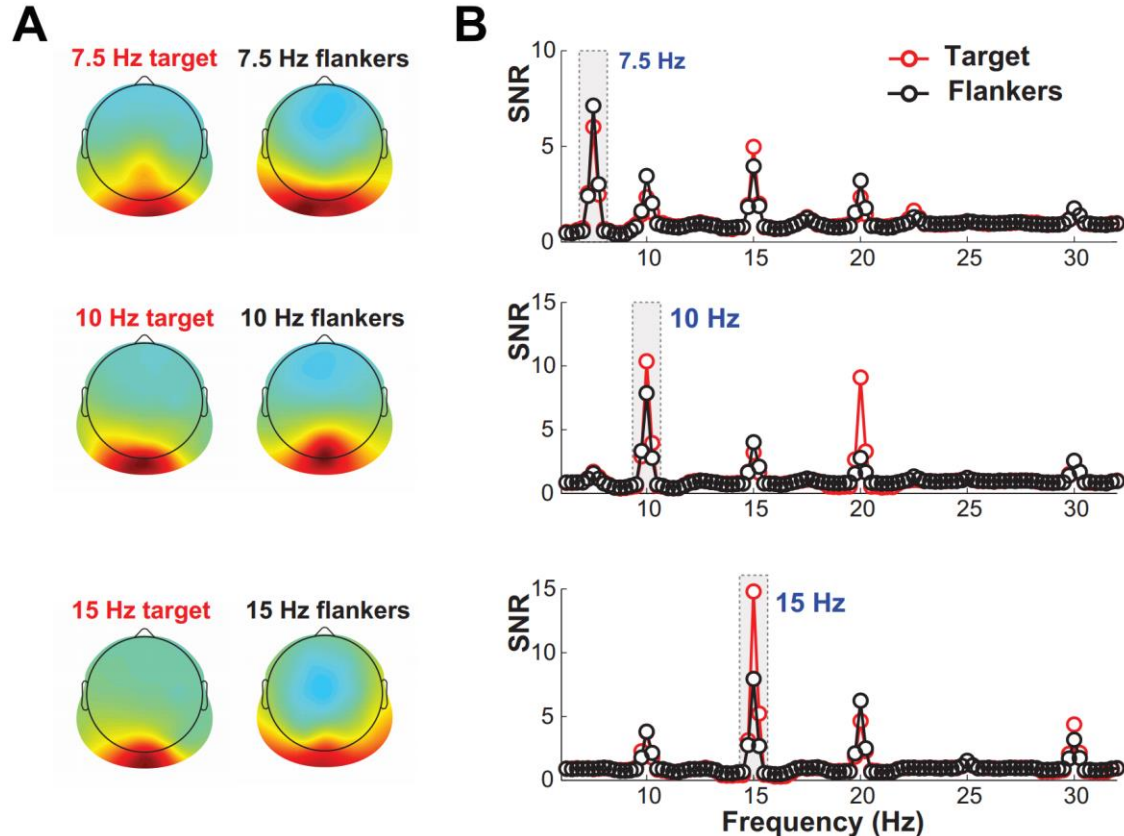 A
7.5 Hz target
7.5 Hz flankers
10 Hz target
10 Hz flankers
15 Hz target
15 Hz flankers
B
10
5
0
SNR
7.5 Hz
Target
Flankers
10 15 20 25 30
15
10
5
0
SNR
10 Hz
10 15 20 25 30
15
10
5
0
SNR
15 Hz
10 15 20 25 30
Frequency (Hz)